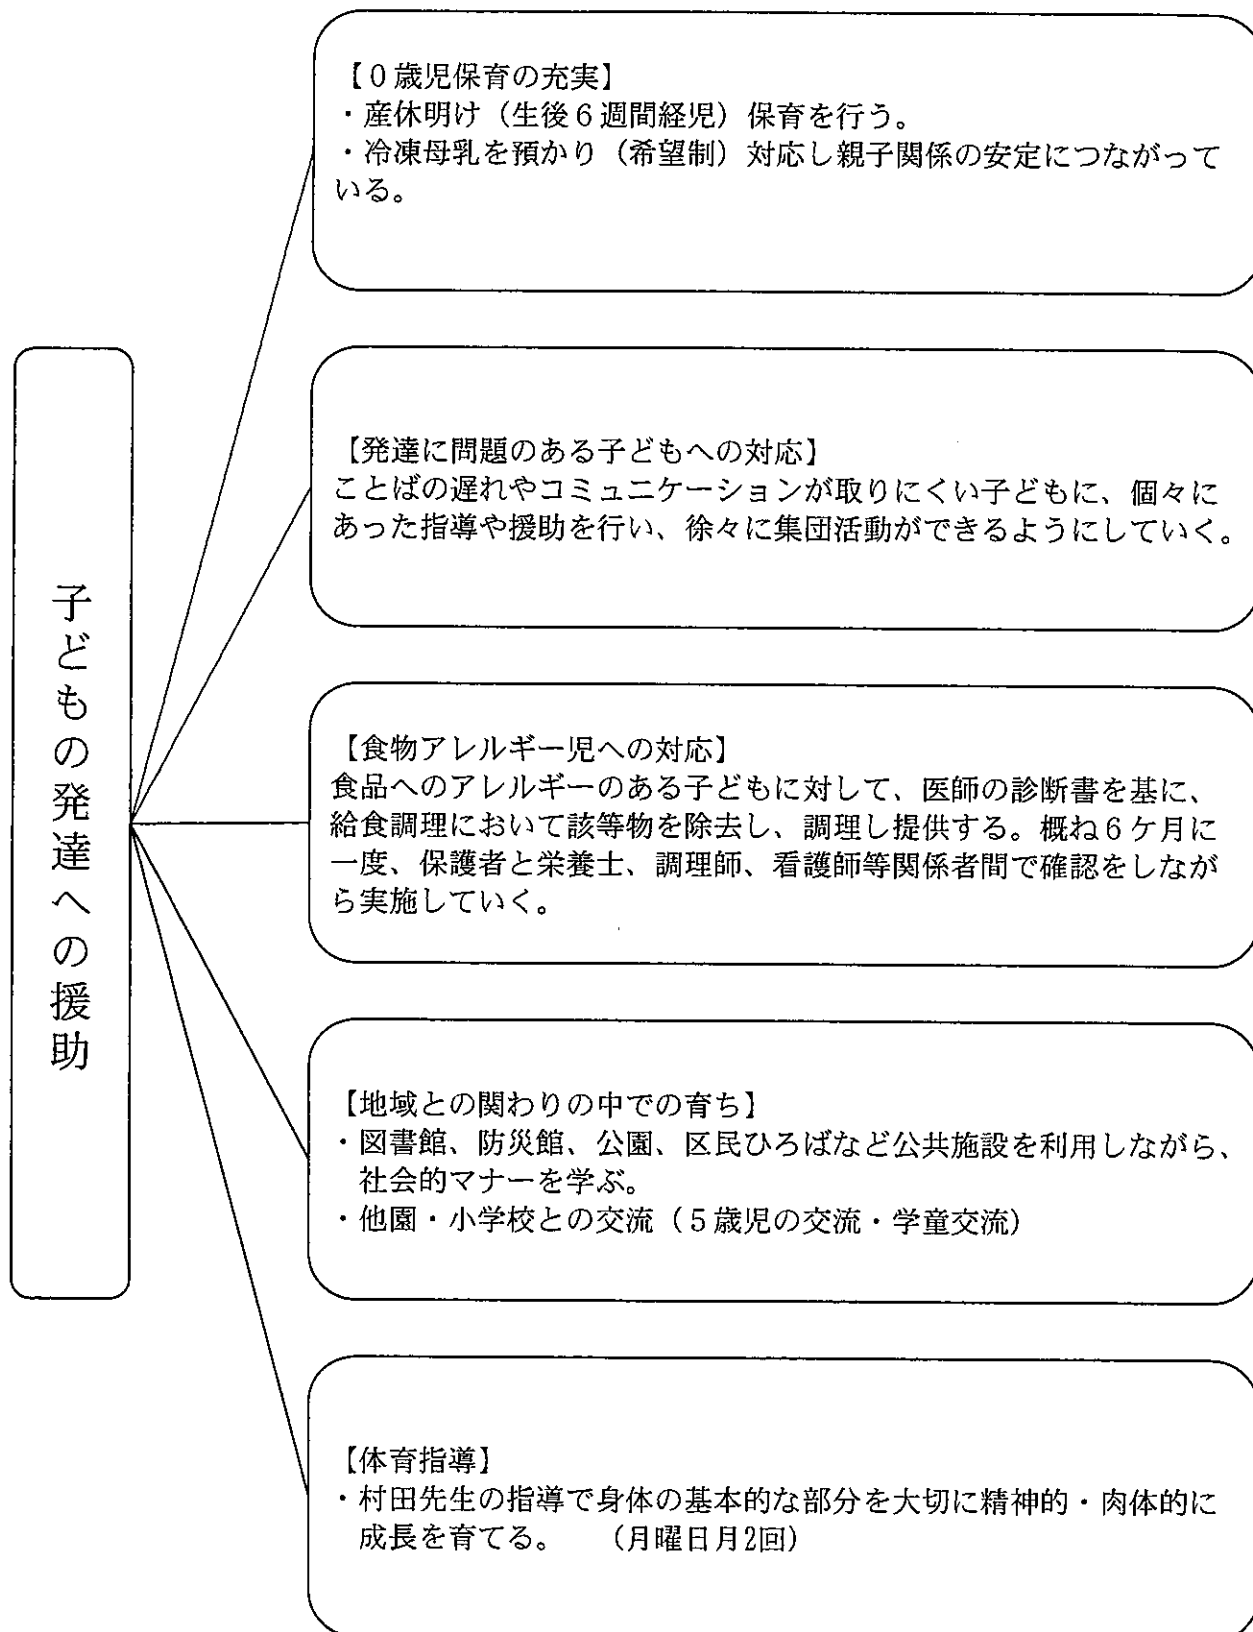 子どもの発達への援助
【0歳児保育の充実】
・産休明け（生後6週間経児）保育を行う。
・冷凍母乳を預かり（希望制）対応し親子関係の安定につながって
いる。
【発達に問題のある子どもへの対応】
ことばの遅れやコミュニケーションが取りにくい子どもに、個々に
あった指導や援助を行い、徐々に集団活動ができるようにしていく。
【食物アレルギー児への対応】
食品へのアレルギーのある子どもに対して、医師の診断書を基に、
給食調理において該等物を除去し、調理し提供する。概ね6ケ月に
一度、保護者と栄養士、調理師、看護師等関係者間で確認をしなが
ら実施していく。
【地域との関わりの中での育ち】
・図書館、防災館、公園、区民ひろばなど公共施設を利用しながら、
社会的マナーを学ぶ。
・他園・小学校との交流（5歳児の交流・学童交流）
【体育指導】
・村田先生の指導で身体の基本的な部分を大切に精神的・肉体的に
成長を育てる。　（月曜日月2回）